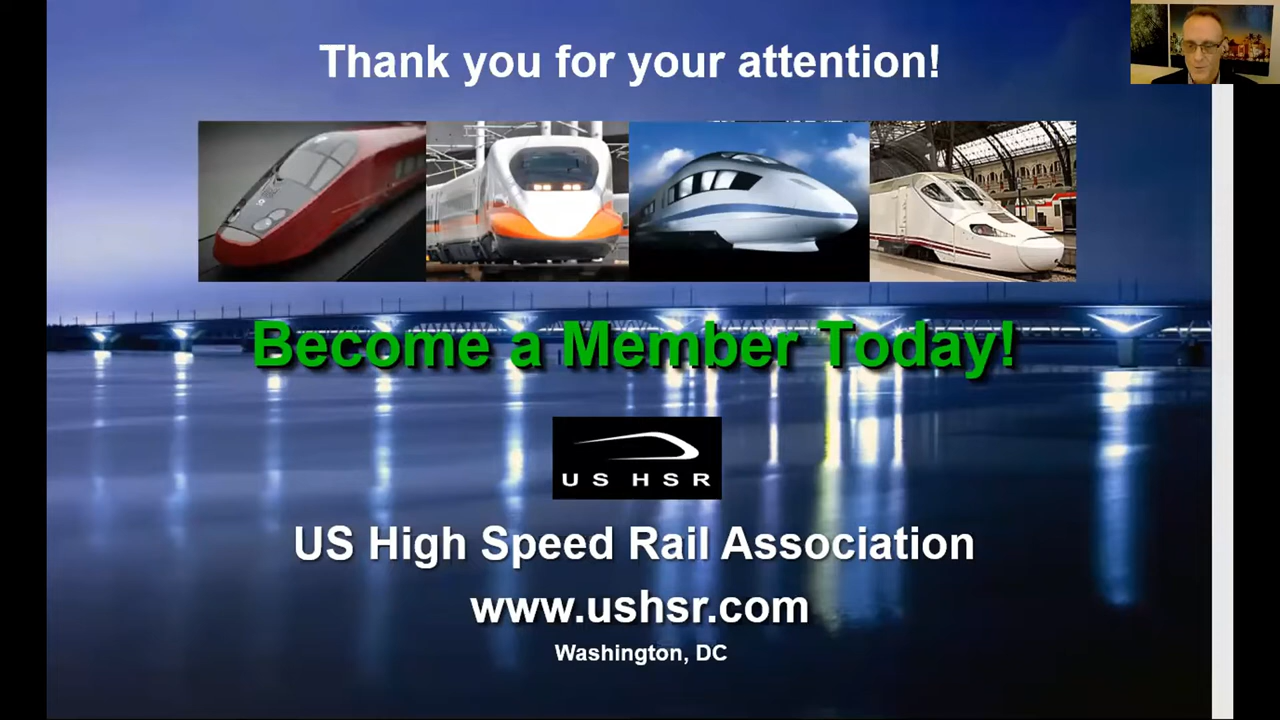 Thank you for your attention!
Become a Member Today!
US HSR
US High Speed Rail Association
www.ushsr.com
Washington, DC